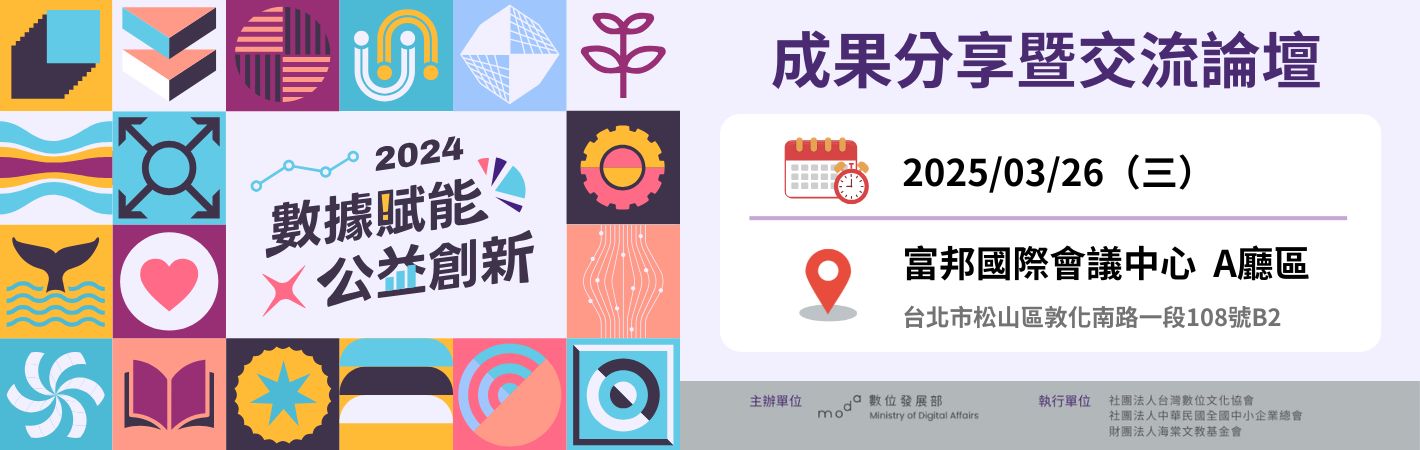 2024
數據賦能
公益創新
成果分享暨交流論壇
2025/03/26（三）
富邦國際會議中心 A廳區
台北市松山區敦化南路一段108號B2
主辦單位
moda 數位發展部
Ministry of Digital Affairs
執行單位
社團法人台灣數位文化協會
社團法人中華民國全國中小企業總會
財團法人海棠文教基金會